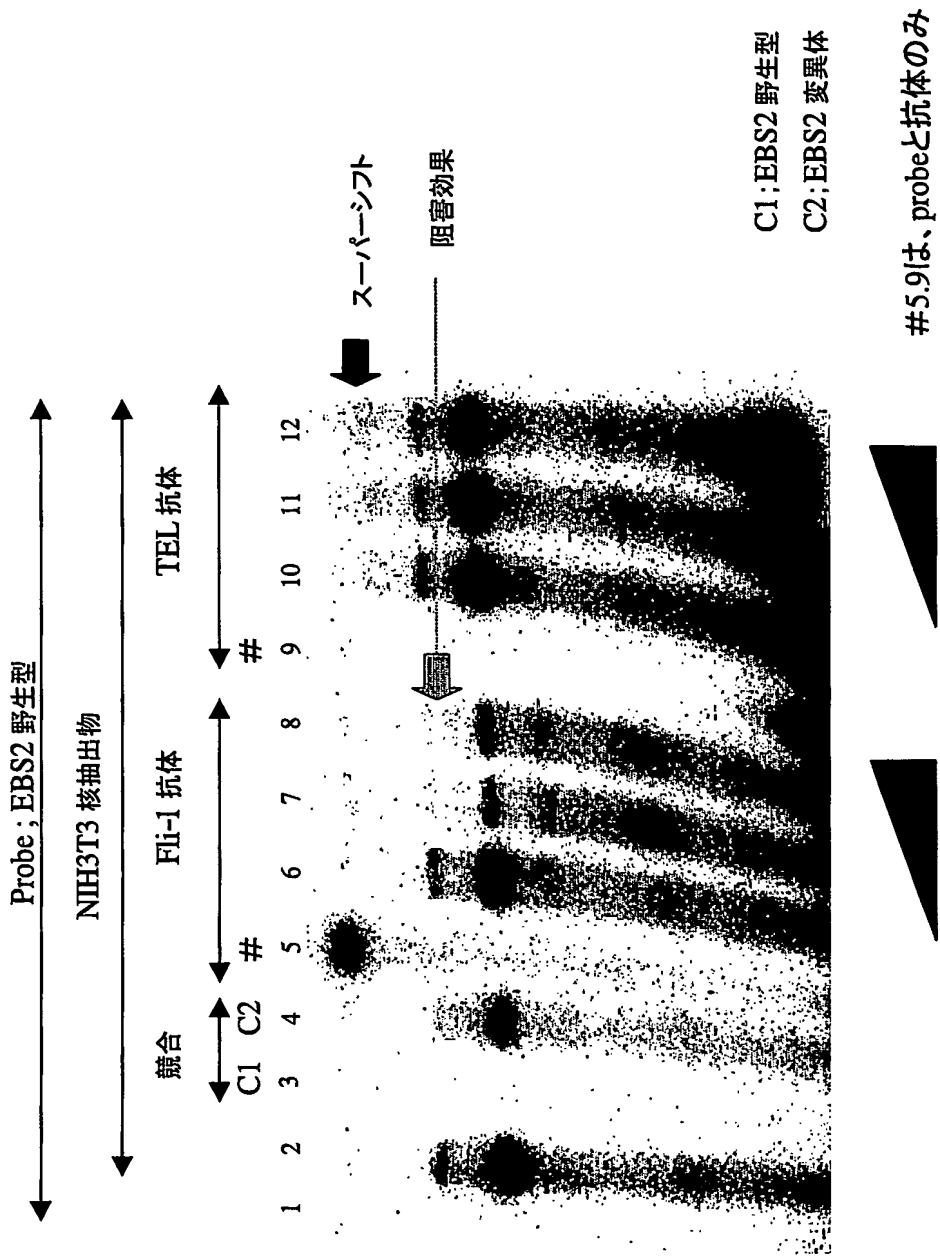 Probe ; EBS2 野生型
NIH3T3 核抽出物
競合
Fli-1 抗体
TEL 抗体
C1 C2
#
#
1 2 3 4 5 6 7 8 9 10 11 12
スーパーシフト
阻害効果
C1 ; EBS2 野生型
C2 ; EBS2 変異体
#5.9は、probeと抗体のみ